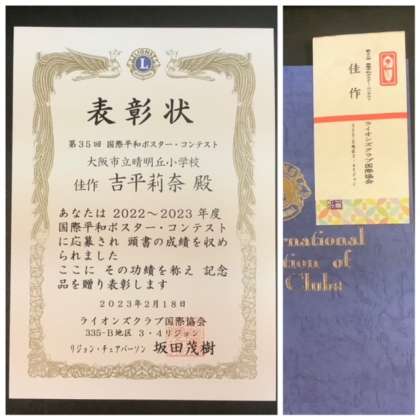 LIONS
L
表彰状
第35回 国際平和ポスター・コンテスト
大阪市立晴明丘小学校
佳作 吉平莉奈 殿
あなたは 2022〜2023 年度
国際平和ポスター・コンテスト
に応募され 頭書の成績を収め
られました
ここに その功績を称え 記念
品を贈り表彰します
2023年2月18日
ライオンズクラブ国際協会
335-B地区 3・4リジョン
リジョン・チェアパーソン 坂田茂樹
佳作
ライオンズクラブ国際協会
rnational
tion of
Clubs